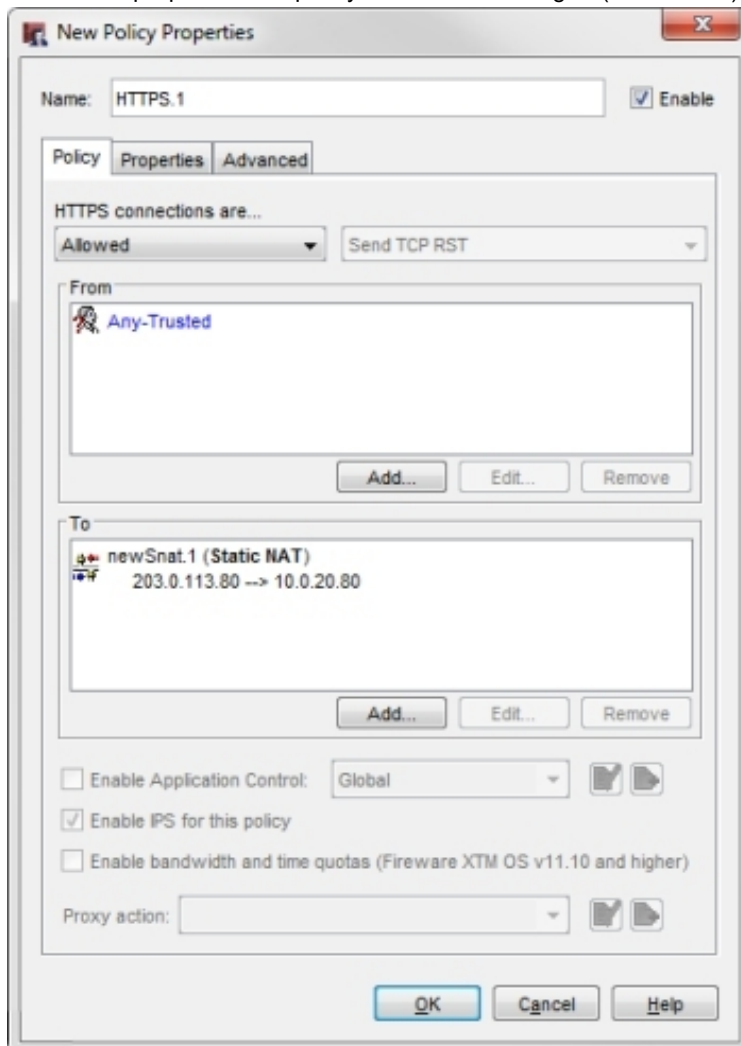 New Policy Properties
Name: HTTPS.1 Enable
Policy Properties Advanced
HTTPS connections are...
Allowed Send TCP RST
From
Any-Trusted
Add... Edit... Remove
To
newSnat.1 (Static NAT)
203.0.113.80 --> 10.0.20.80
Add... Edit... Remove
Enable Application Control: Global
Enable IPS for this policy
Enable bandwidth and time quotas (Fireware XTM OS v11.10 and higher)
Proxy action:
OK Cancel Help